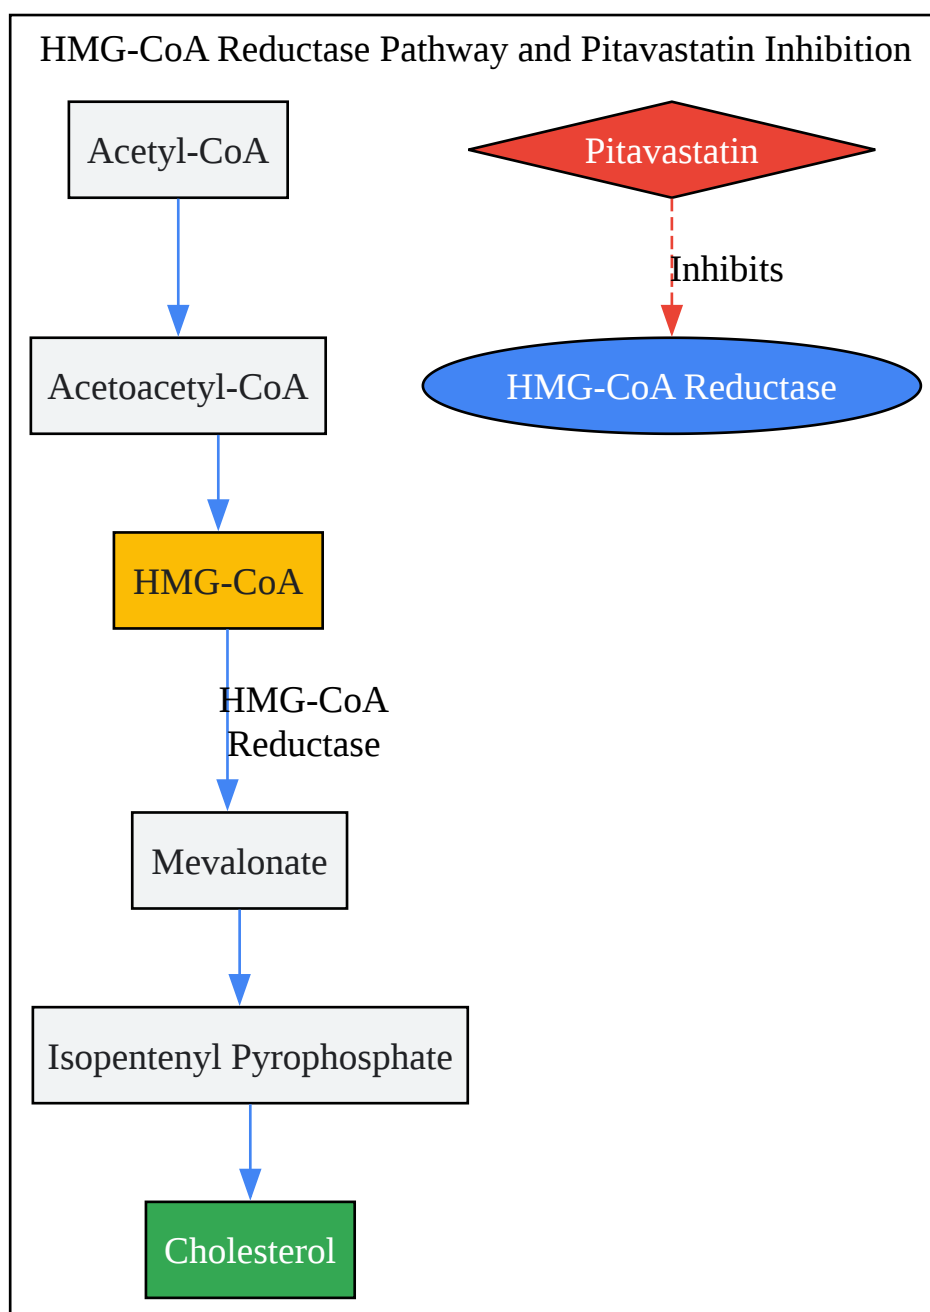 HMG-CoA Reductase Pathway and Pitavastatin Inhibition
Acetyl-CoA
Pitavastatin
Inhibits
Acetoacetyl-CoA
HMG-CoA Reductase
HMG-CoA
HMG-CoA
Reductase
Mevalonate
Isopentenyl Pyrophosphate
Cholesterol